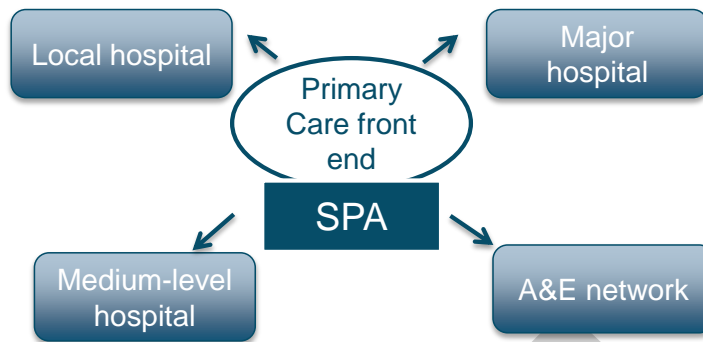 Local hospital
Major
hospital
Primary
Care front
end
SPA
Medium-level
hospital
A&E network